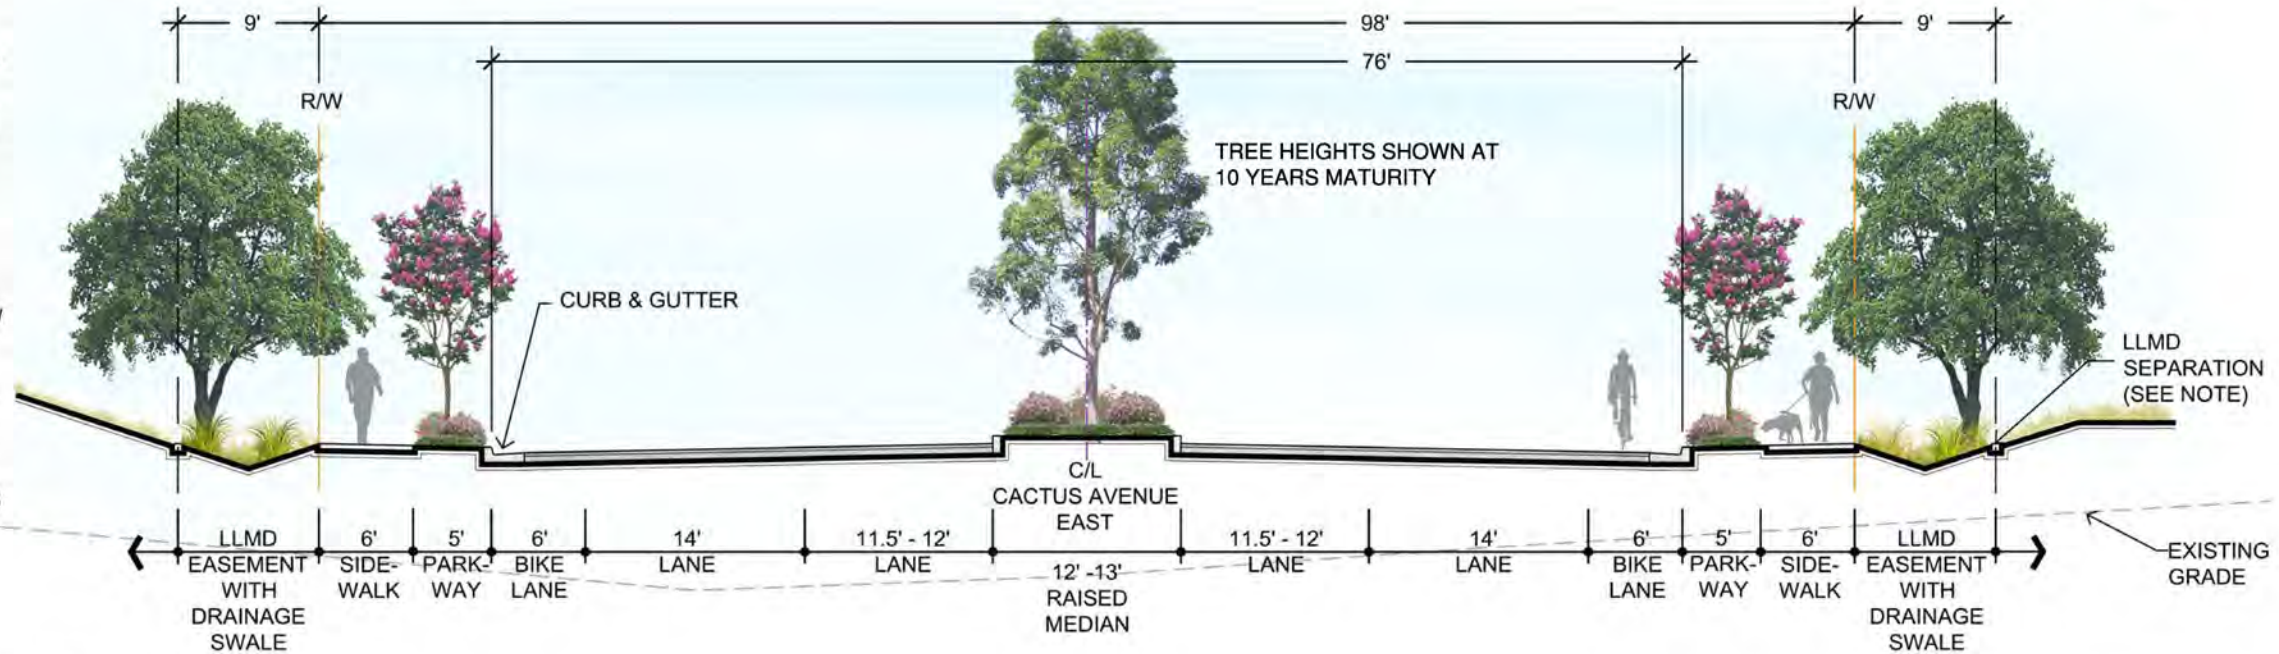 9'
98'
9'
76'
R/W
R/W
TREE HEIGHTS SHOWN AT
10 YEARS MATURITY
CURB & GUTTER
LLMD
SEPARATION
(SEE NOTE)
C/L
CACTUS AVENUE
EAST
LLMD
EASEMENT
WITH
DRAINAGE
SWALE
6'
SIDE-
WALK
5'
PARK-
WAY
6'
BIKE
LANE
14'
LANE
11.5' - 12'
LANE
12' -13'
RAISED
MEDIAN
11.5' - 12'
LANE
14'
LANE
6'
BIKE
LANE
5'
PARK-
WAY
6'
SIDE-
WALK
LLMD
EASEMENT
WITH
DRAINAGE
SWALE
EXISTING
GRADE